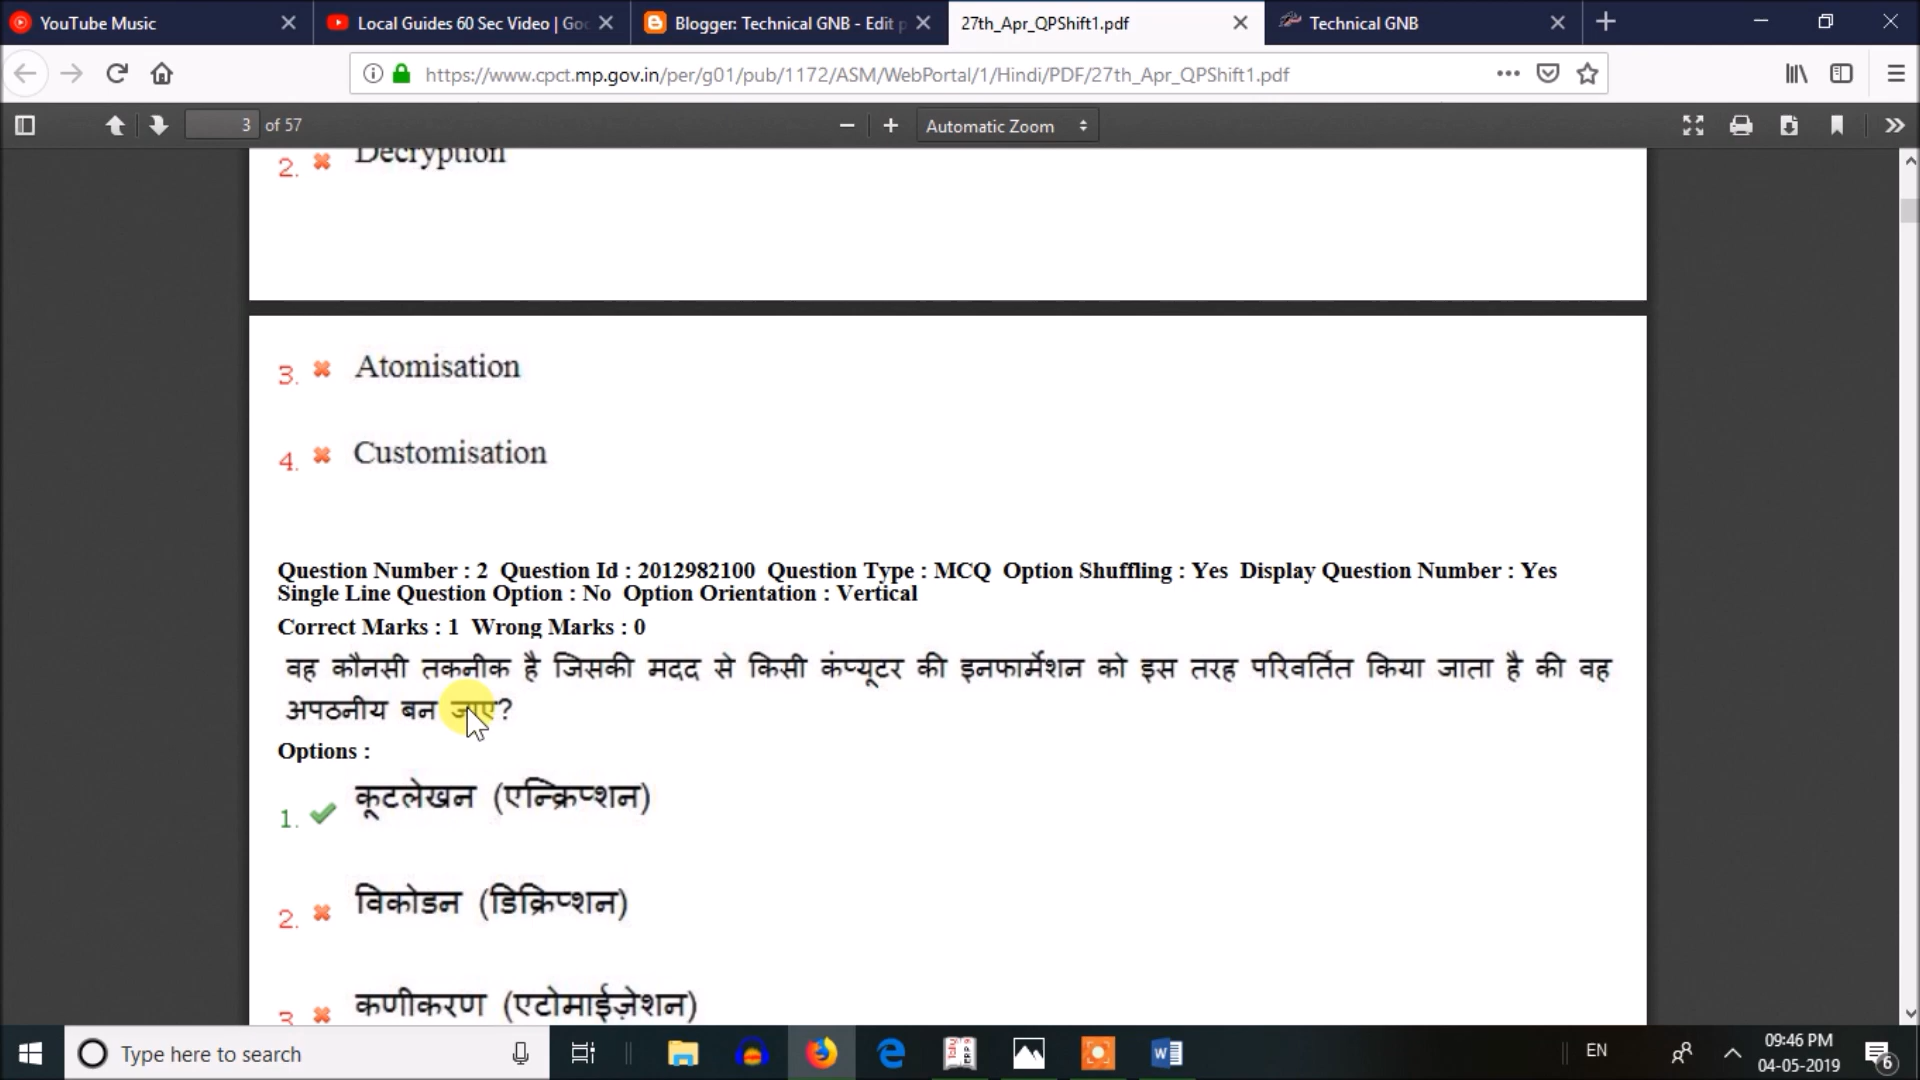 YouTube Music
Local Guides 60 Sec Video | Goo
Blogger: Technical GNB - Edit p
27th_Apr_QPShift1.pdf
Technical GNB
https://www.cpct.mp.gov.in/per/g01/pub/1172/ASM/WebPortal/1/Hindi/PDF/27th_Apr_QPShift1.pdf
3 of 57
Automatic Zoom
2. Decryption
3. Atomisation
4. Customisation
Question Number : 2 Question Id : 2012982100 Question Type : MCQ Option Shuffling : Yes Display Question Number : Yes
Single Line Question Option : No Option Orientation : Vertical
Correct Marks : 1 Wrong Marks : 0
वह कौनसी तकनीक है जिसकी मदद से किसी कंप्यूटर की इनफार्मेशन को इस तरह परिवर्तित किया जाता है की वह
अपठनीय बन जाए?
Options :
1. कूटलेखन (एन्क्रिप्शन)
2. विकोडन (डिक्रिप्शन)
3. कणीकरण (एटोमाईज़ेशन)
Type here to search
EN
09:46 PM
04-05-2019
6